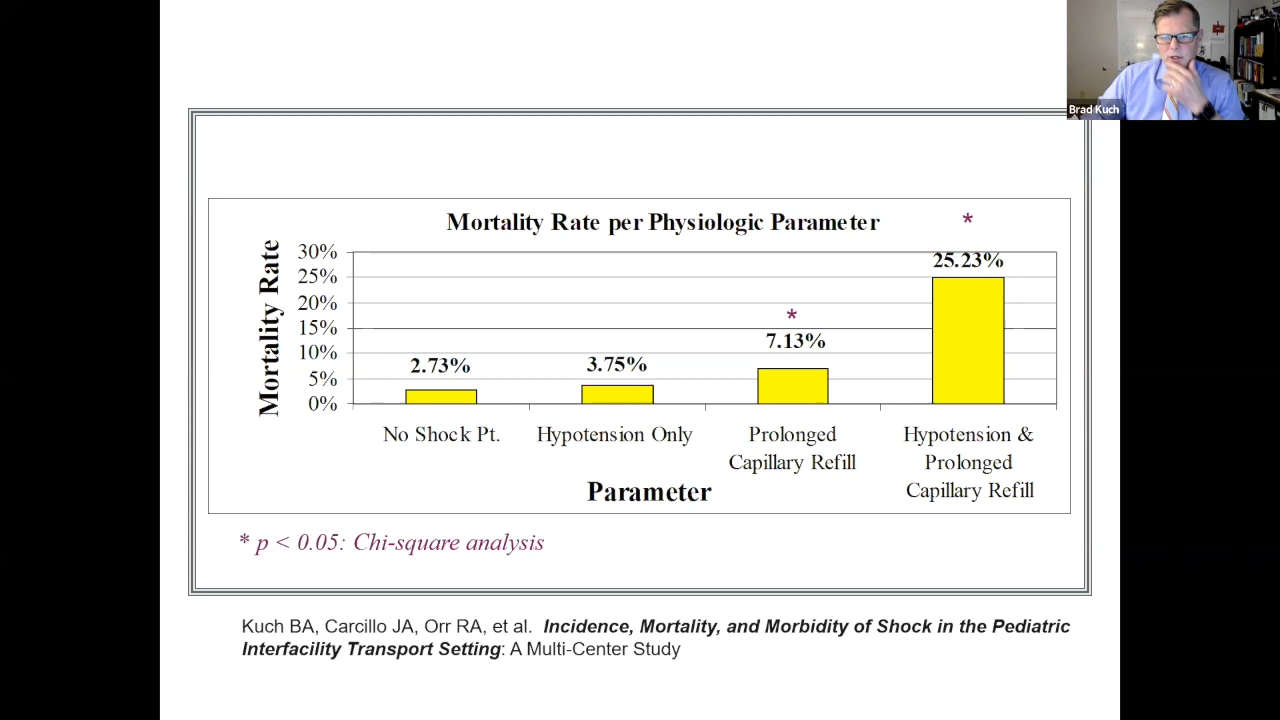 Brad Kuch
Mortality Rate per Physiologic Parameter
*
Mortality Rate
30%
25%
20%
15%
10%
5%
0%
2.73%
3.75%
*
7.13%
25.23%
No Shock Pt.
Hypotension Only
Prolonged
Capillary Refill
Hypotension &
Prolonged
Capillary Refill
Parameter
* p < 0.05: Chi-square analysis
Kuch BA, Carcillo JA, Orr RA, et al. Incidence, Mortality, and Morbidity of Shock in the Pediatric
Interfacility Transport Setting: A Multi-Center Study